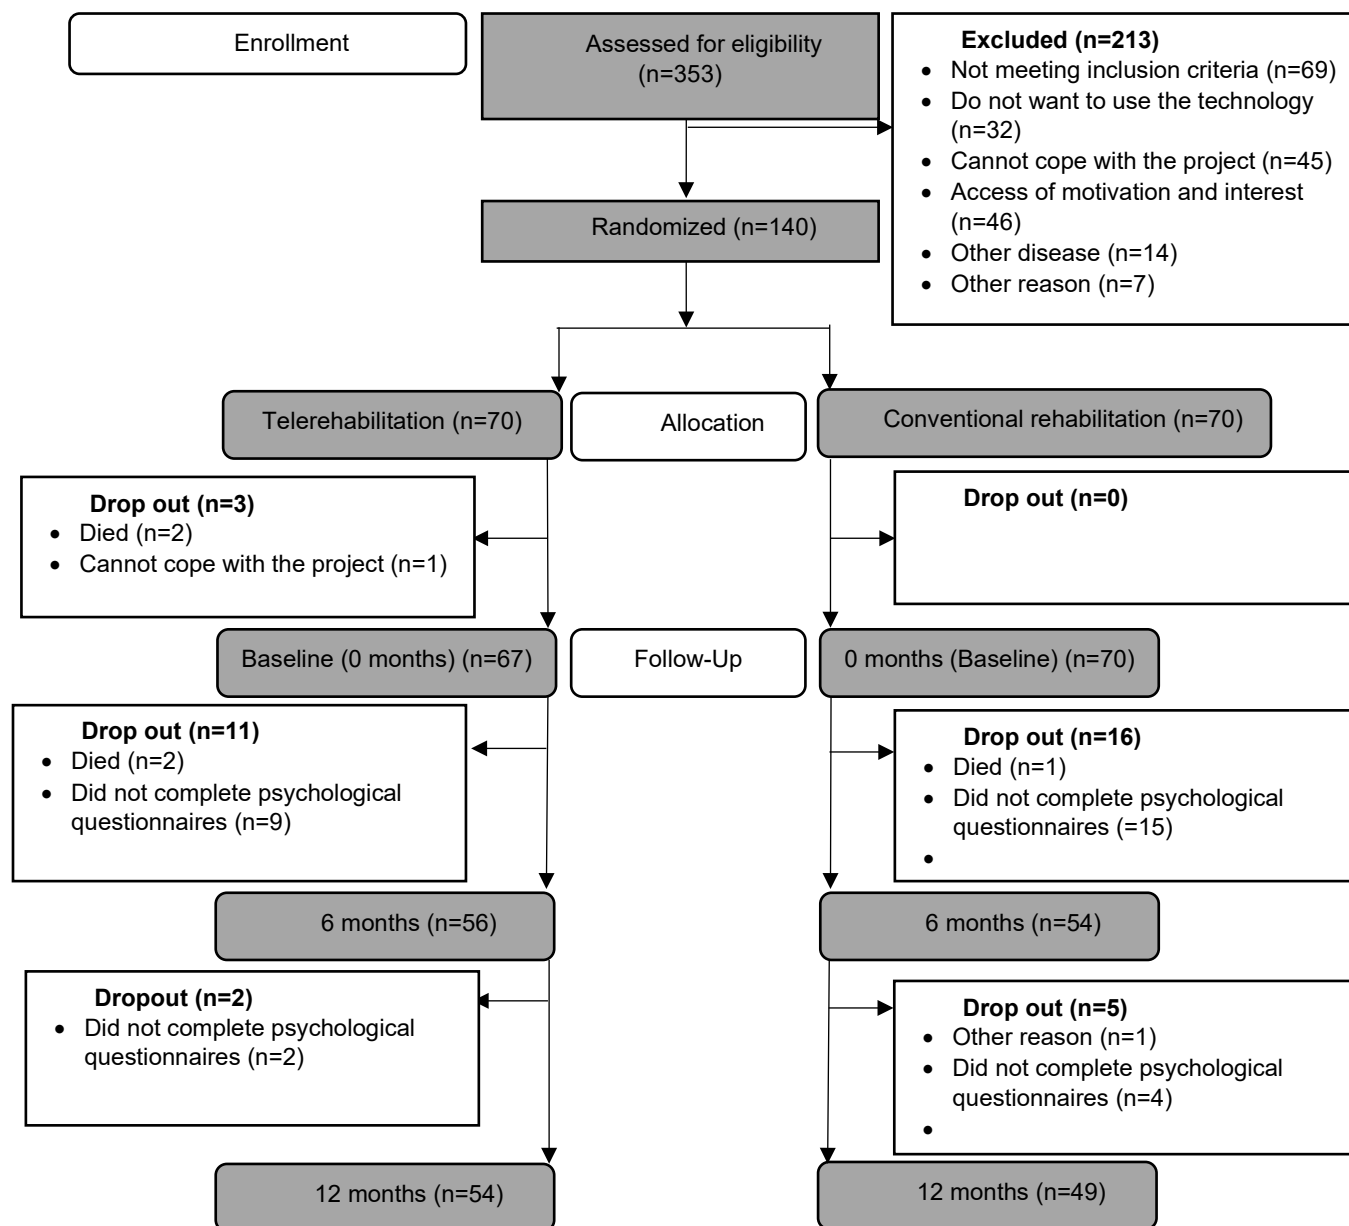 Enrollment
Assessed for eligibility
(n=353)
Excluded (n=213)
• Not meeting inclusion criteria (n=69)
• Do not want to use the technology
(n=32)
• Cannot cope with the project (n=45)
• Access of motivation and interest
(n=46)
• Other disease (n=14)
• Other reason (n=7)
Randomized (n=140)
Telerehabilitation (n=70)
Allocation
Conventional rehabilitation (n=70)
Drop out (n=3)
• Died (n=2)
• Cannot cope with the project (n=1)
Drop out (n=0)
Baseline (0 months) (n=67)
Follow-Up
0 months (Baseline) (n=70)
Drop out (n=11)
• Died (n=2)
• Did not complete psychological
questionnaires (n=9)
Drop out (n=16)
• Died (n=1)
• Did not complete psychological
questionnaires (=15)
•
6 months (n=56)
6 months (n=54)
Dropout (n=2)
• Did not complete psychological
questionnaires (n=2)
Drop out (n=5)
• Other reason (n=1)
• Did not complete psychological
questionnaires (n=4)
•
12 months (n=54)
12 months (n=49)